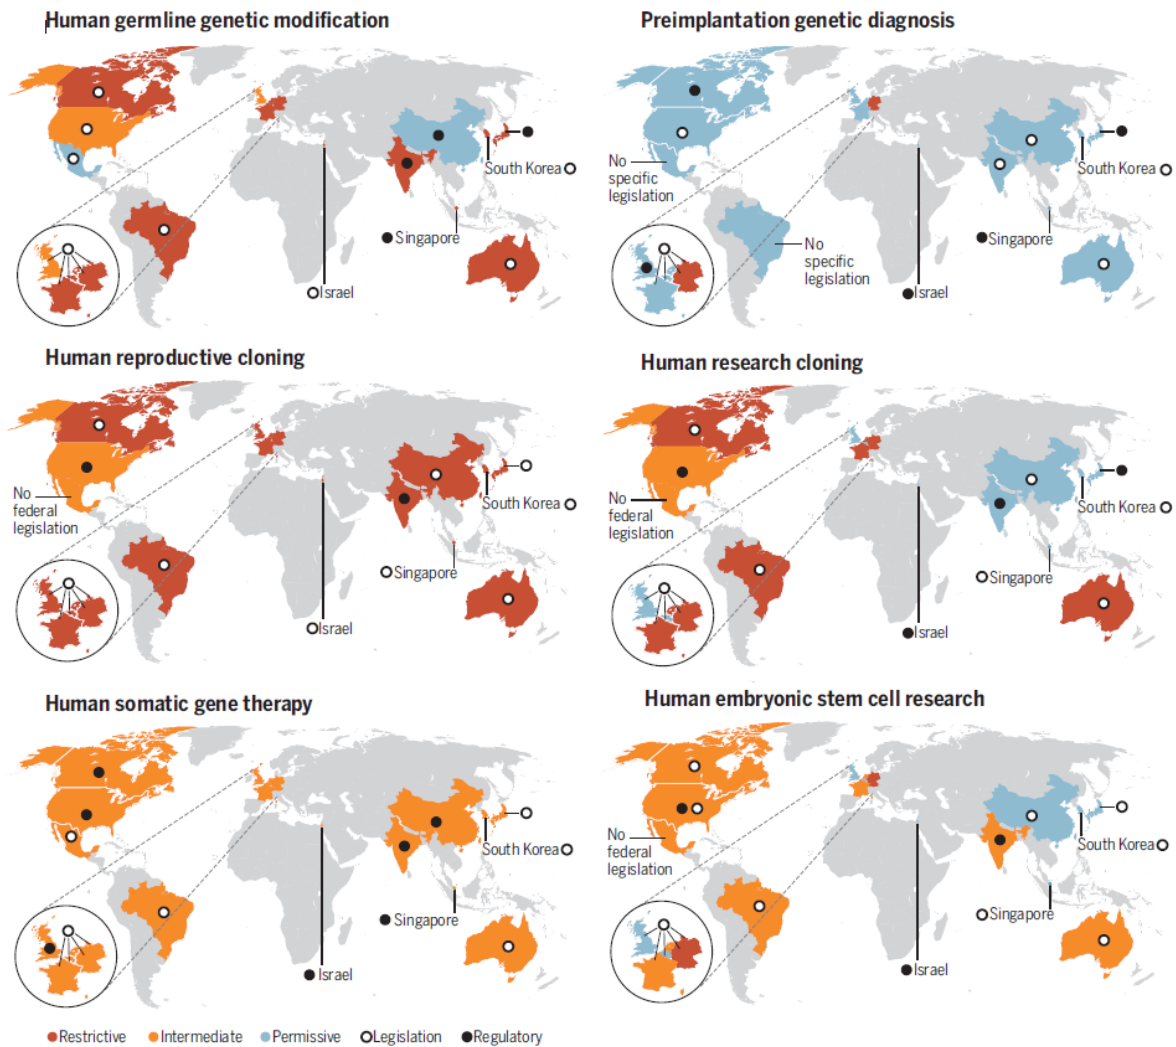 Human germline genetic modification
South Korea
Singapore
Israel
Preimplantation genetic diagnosis
No
specific
legislation
South Korea
Singapore
No
specific
legislation
Israel
Human reproductive cloning
No
federal
legislation
South Korea
Singapore
Israel
Human research cloning
No
federal
legislation
South Korea
Singapore
Israel
Human somatic gene therapy
South Korea
Singapore
Israel
Human embryonic stem cell research
No
federal
legislation
South Korea
Singapore
Israel
Restrictive Intermediate Permissive Legislation Regulatory